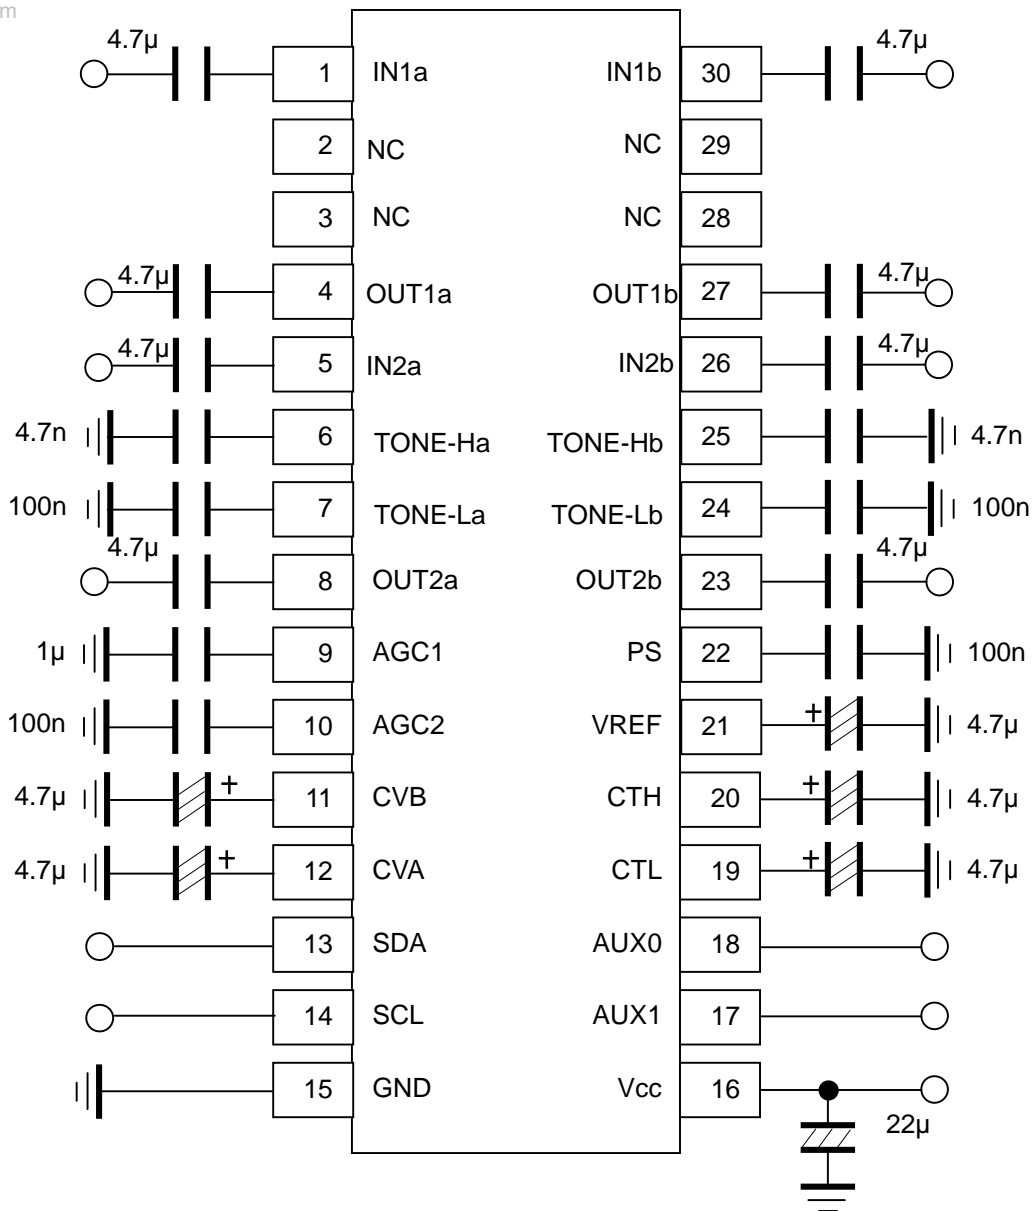 m
4.7µ 1 IN1a IN1b 30 4.7µ
2 NC NC 29
3 NC NC 28
4.7µ 4 OUT1a OUT1b 27 4.7µ
4.7µ 5 IN2a IN2b 26 4.7µ
4.7n 6 TONE-Ha TONE-Hb 25 4.7n
100n 7 TONE-La TONE-Lb 24 100n
4.7µ 8 OUT2a OUT2b 23 4.7µ
1µ 9 AGC1 PS 22 100n
100n 10 AGC2 VREF 21 + 4.7µ
4.7µ + 11 CVB CTH 20 + 4.7µ
4.7µ + 12 CVA CTL 19 + 4.7µ
13 SDA AUX0 18
14 SCL AUX1 17
15 GND Vcc 16
22µ